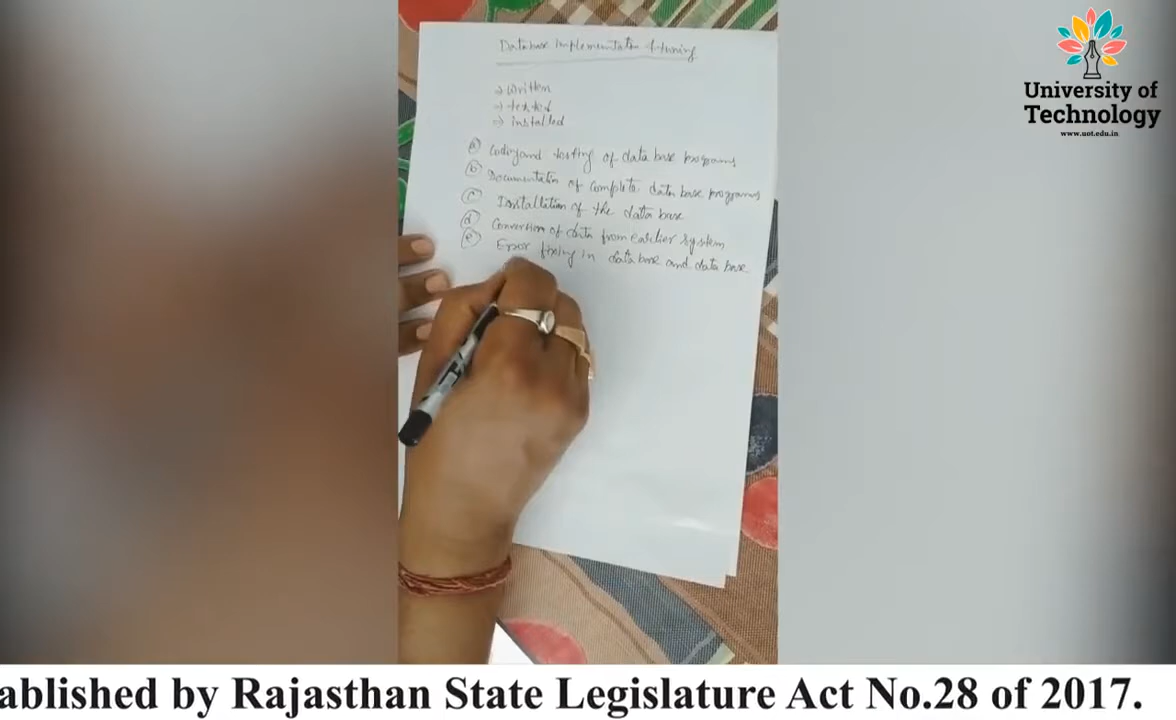 Database implementation & tuning
→ written
→ tested
→ installed
(a) Coding and testing of data base programs
(b) Documentation of complete data base programs
(c) Installation of the data base
(d) Conversion of data from earlier system
(e) Error fixing in data base and data base
University of
Technology
www.uot.edu.in
ablished by Rajasthan State Legislature Act No.28 of 2017.